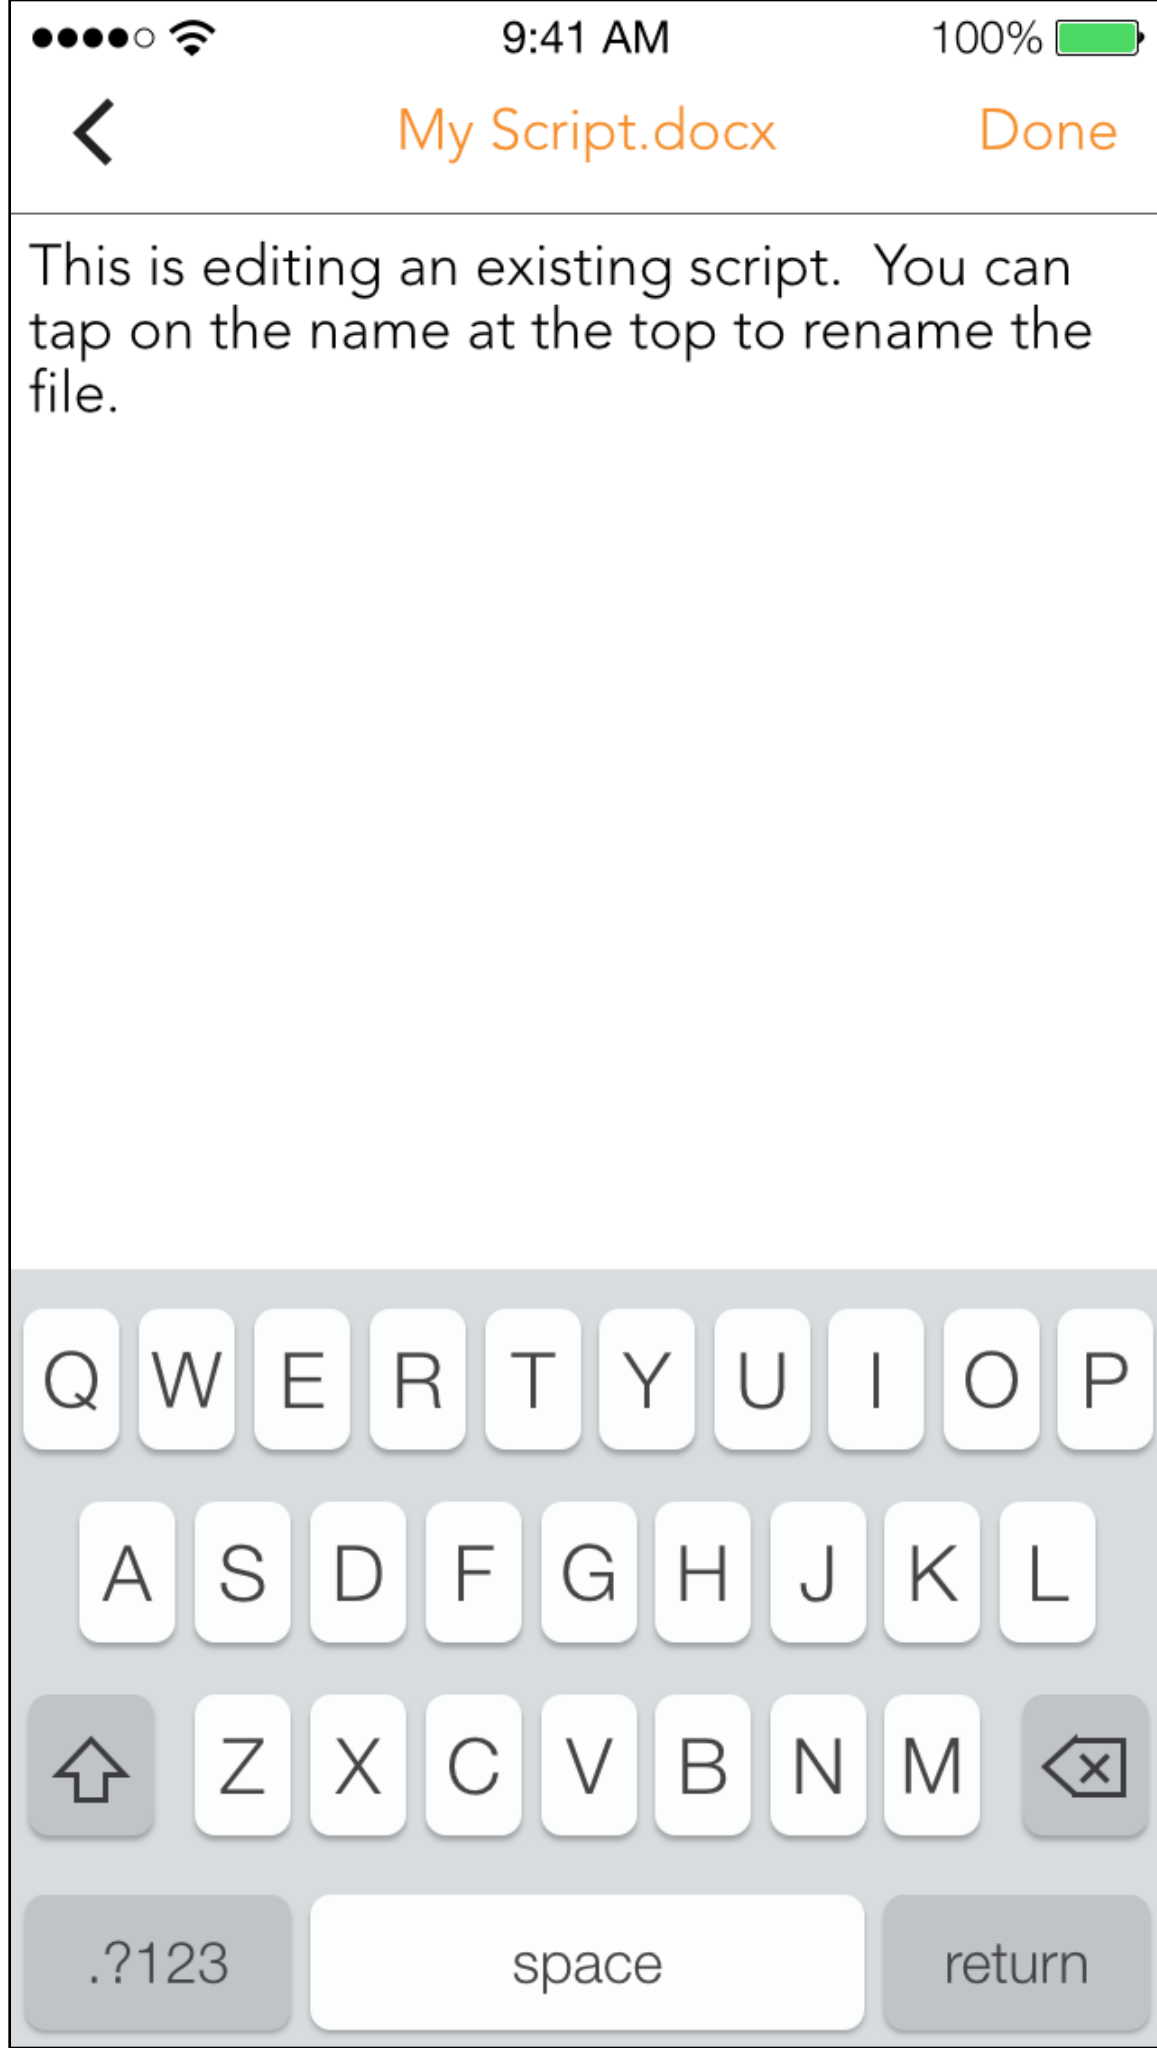 9:41 AM 100%
My Script.docx Done
This is editing an existing script.  You can
tap on the name at the top to rename the
file.
Q W E R T Y U I O P
A S D F G H J K L
Z X C V B N M
.?123 space return